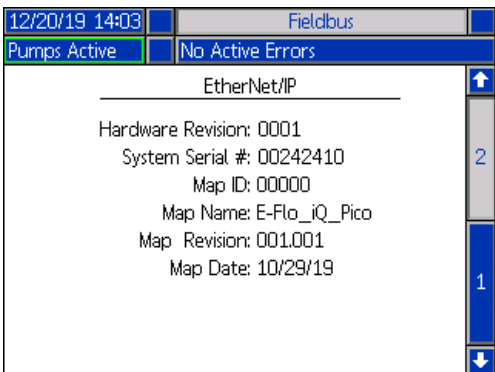 12/20/19 14:03 Fieldbus
Pumps Active No Active Errors
EtherNet/IP
Hardware Revision: 0001
System Serial #: 00242410
Map ID: 00000
Map Name: E-Flo_iQ_Pico
Map Revision: 001.001
Map Date: 10/29/19
2
1